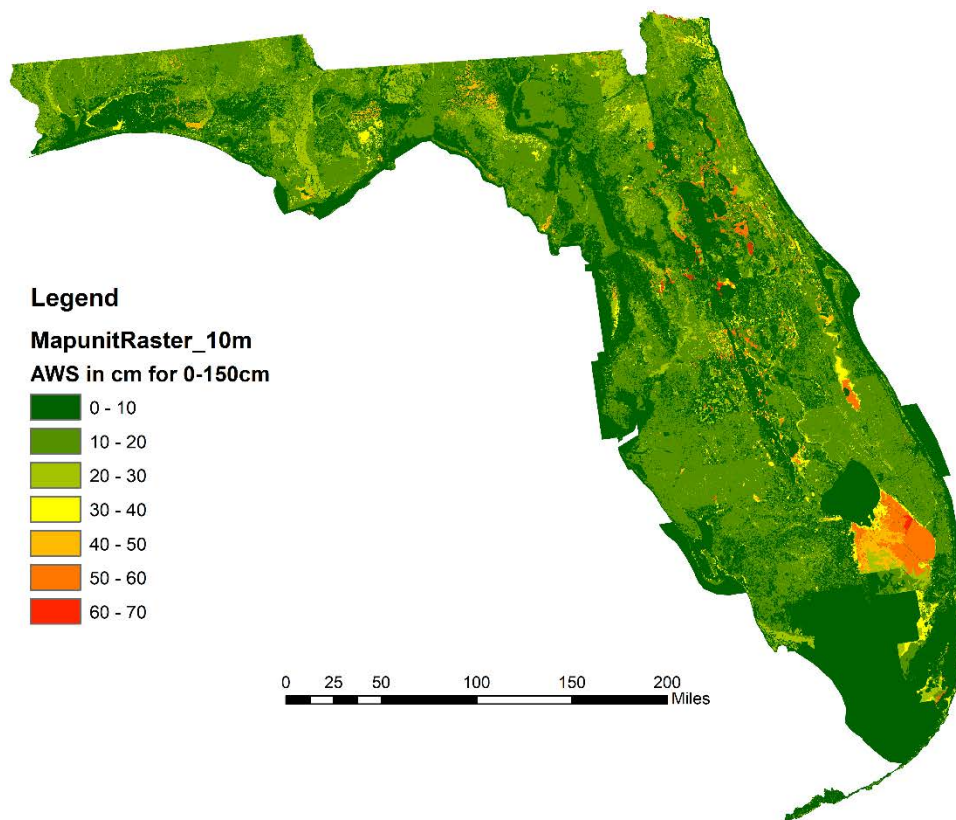 Legend
MapunitRaster_10m
AWS in cm for 0-150cm
0 - 10
10 - 20
20 - 30
30 - 40
40 - 50
50 - 60
60 - 70
0 25 50 100 150 200
Miles